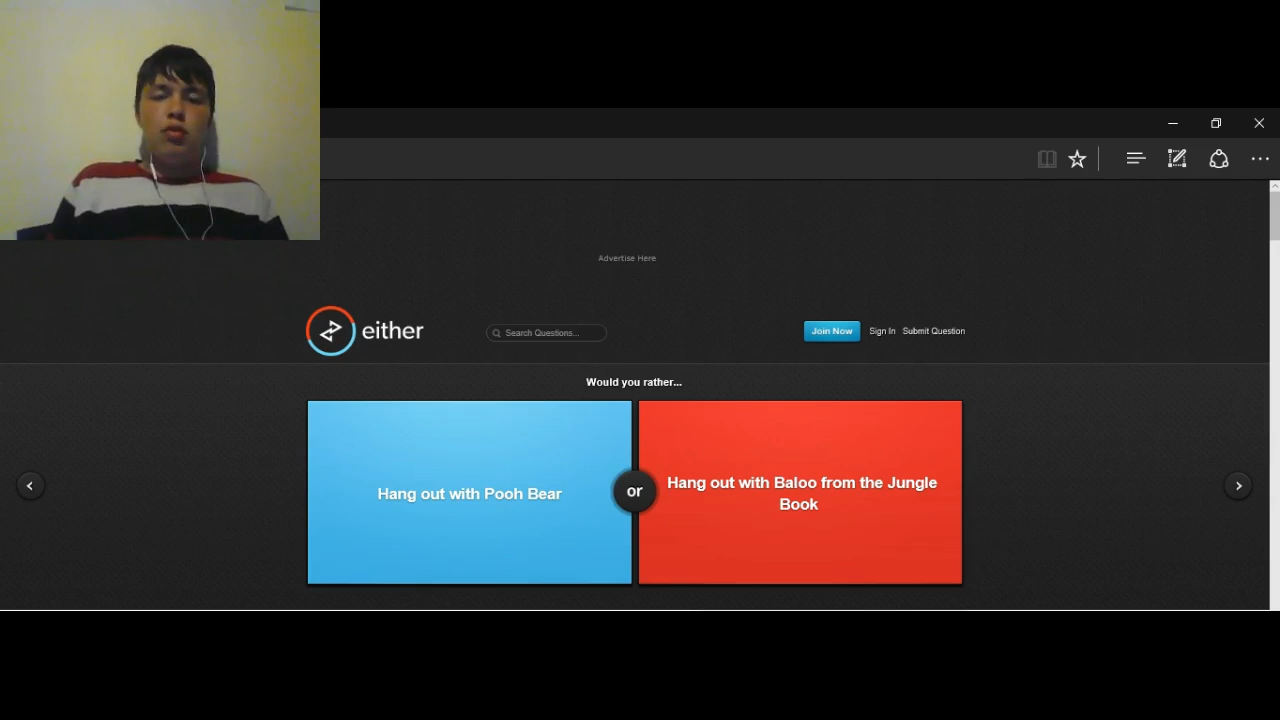 Advertise Here
either
Search Questions...
Join Now
Sign In
Submit Question
Would you rather...
Hang out with Pooh Bear
or
Hang out with Baloo from the Jungle
Book